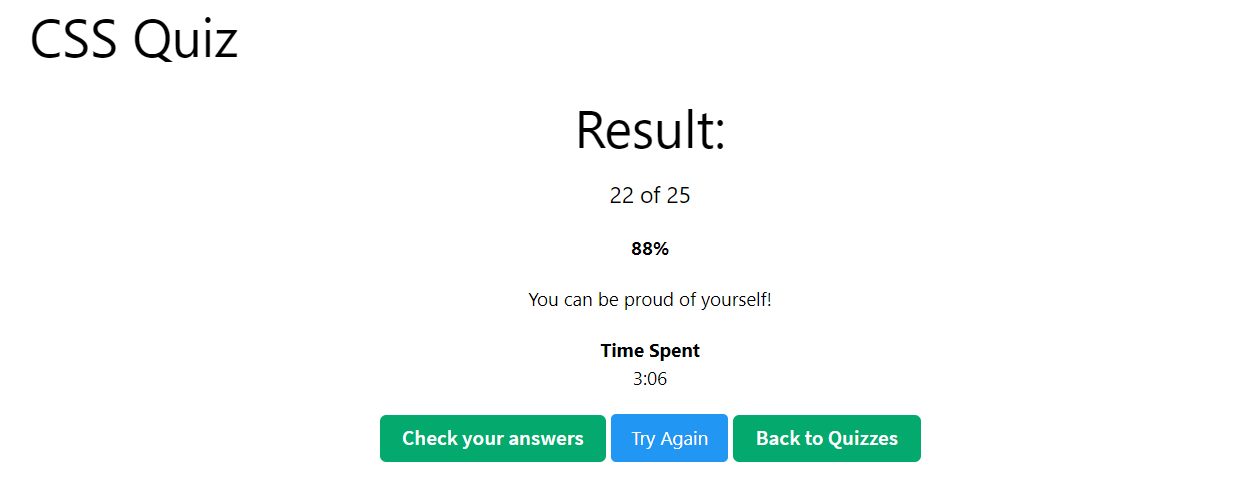 CSS Quiz
Result:
22 of 25
88%
You can be proud of yourself!
Time Spent
3:06
Check your answers Try Again Back to Quizzes